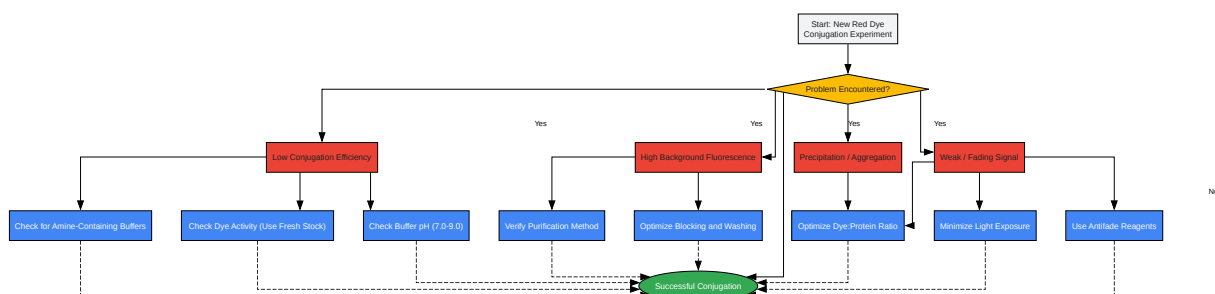 Start: New Red Dye
Conjugation Experiment
Problem Encountered?
Yes
Yes
Yes
Yes
Low Conjugation Efficiency
High Background Fluorescence
Precipitation / Aggregation
Weak / Fading Signal
Check for Amine-Containing Buffers
Check Dye Activity (Use Fresh Stock)
Check Buffer pH (7.0-9.0)
Verify Purification Method
Optimize Blocking and Washing
Optimize Dye:Protein Ratio
Minimize Light Exposure
Use Antifade Reagents
Successful Conjugation